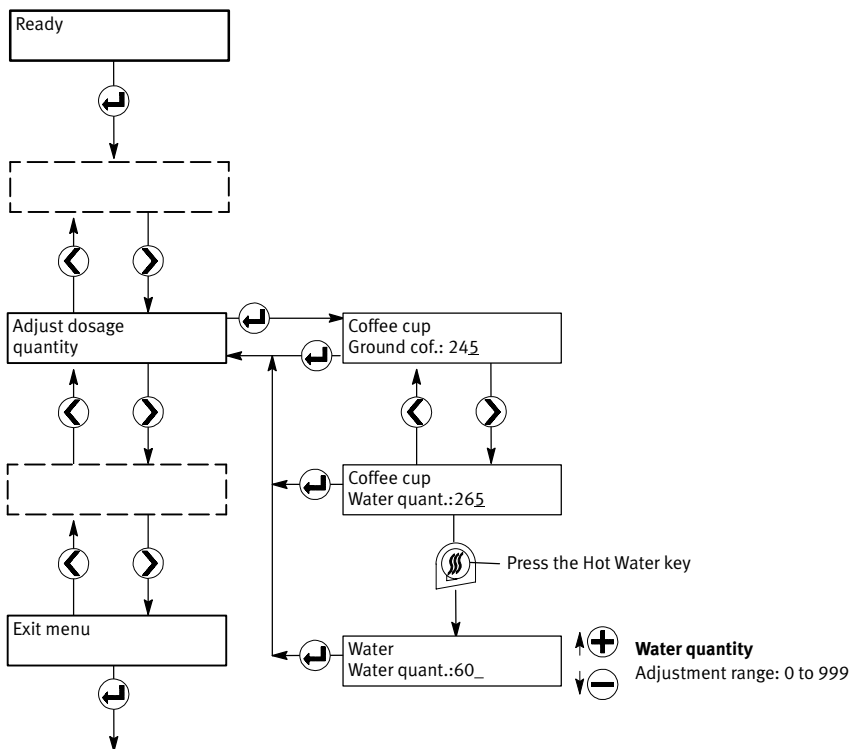 Ready
Adjust dosage
quantity
Coffee cup
Ground cof.: 245
Coffee cup
Water quant.:265
Press the Hot Water key
Exit menu
Water
Water quant.:60_
Water quantity
Adjustment range: 0 to 999